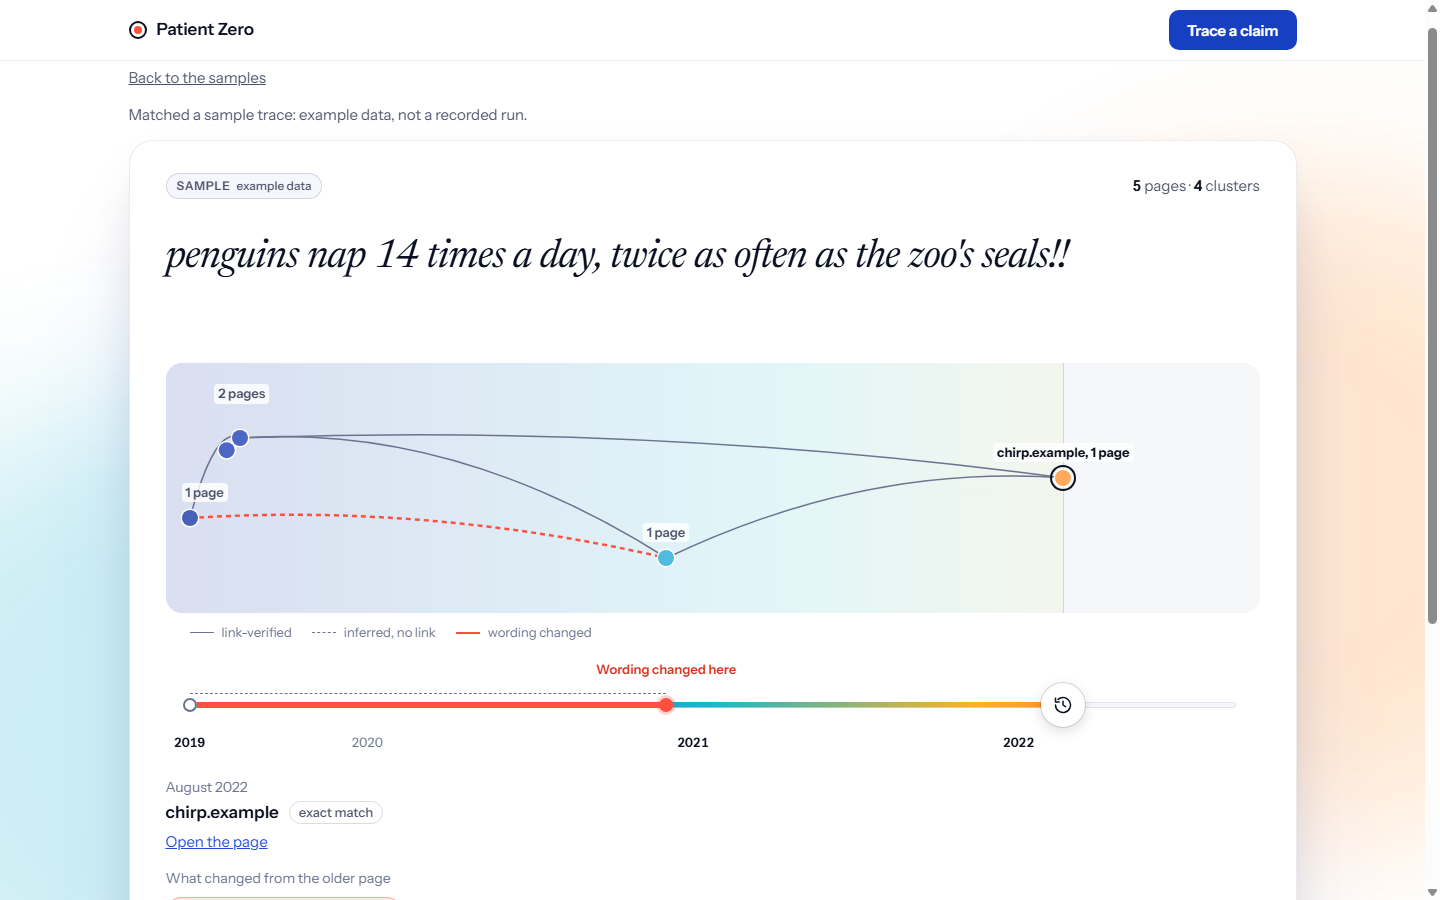 Patient Zero
Trace a claim
Back to the samples
Matched a sample trace: example data, not a recorded run.
SAMPLE example data
5 pages · 4 clusters
penguins nap 14 times a day, twice as often as the zoo's seals!!
2 pages
chirp.example, 1 page
1 page
1 page
link-verified
inferred, no link
wording changed
Wording changed here
2019
2020
2021
2022
August 2022
chirp.example
exact match
Open the page
What changed from the older page